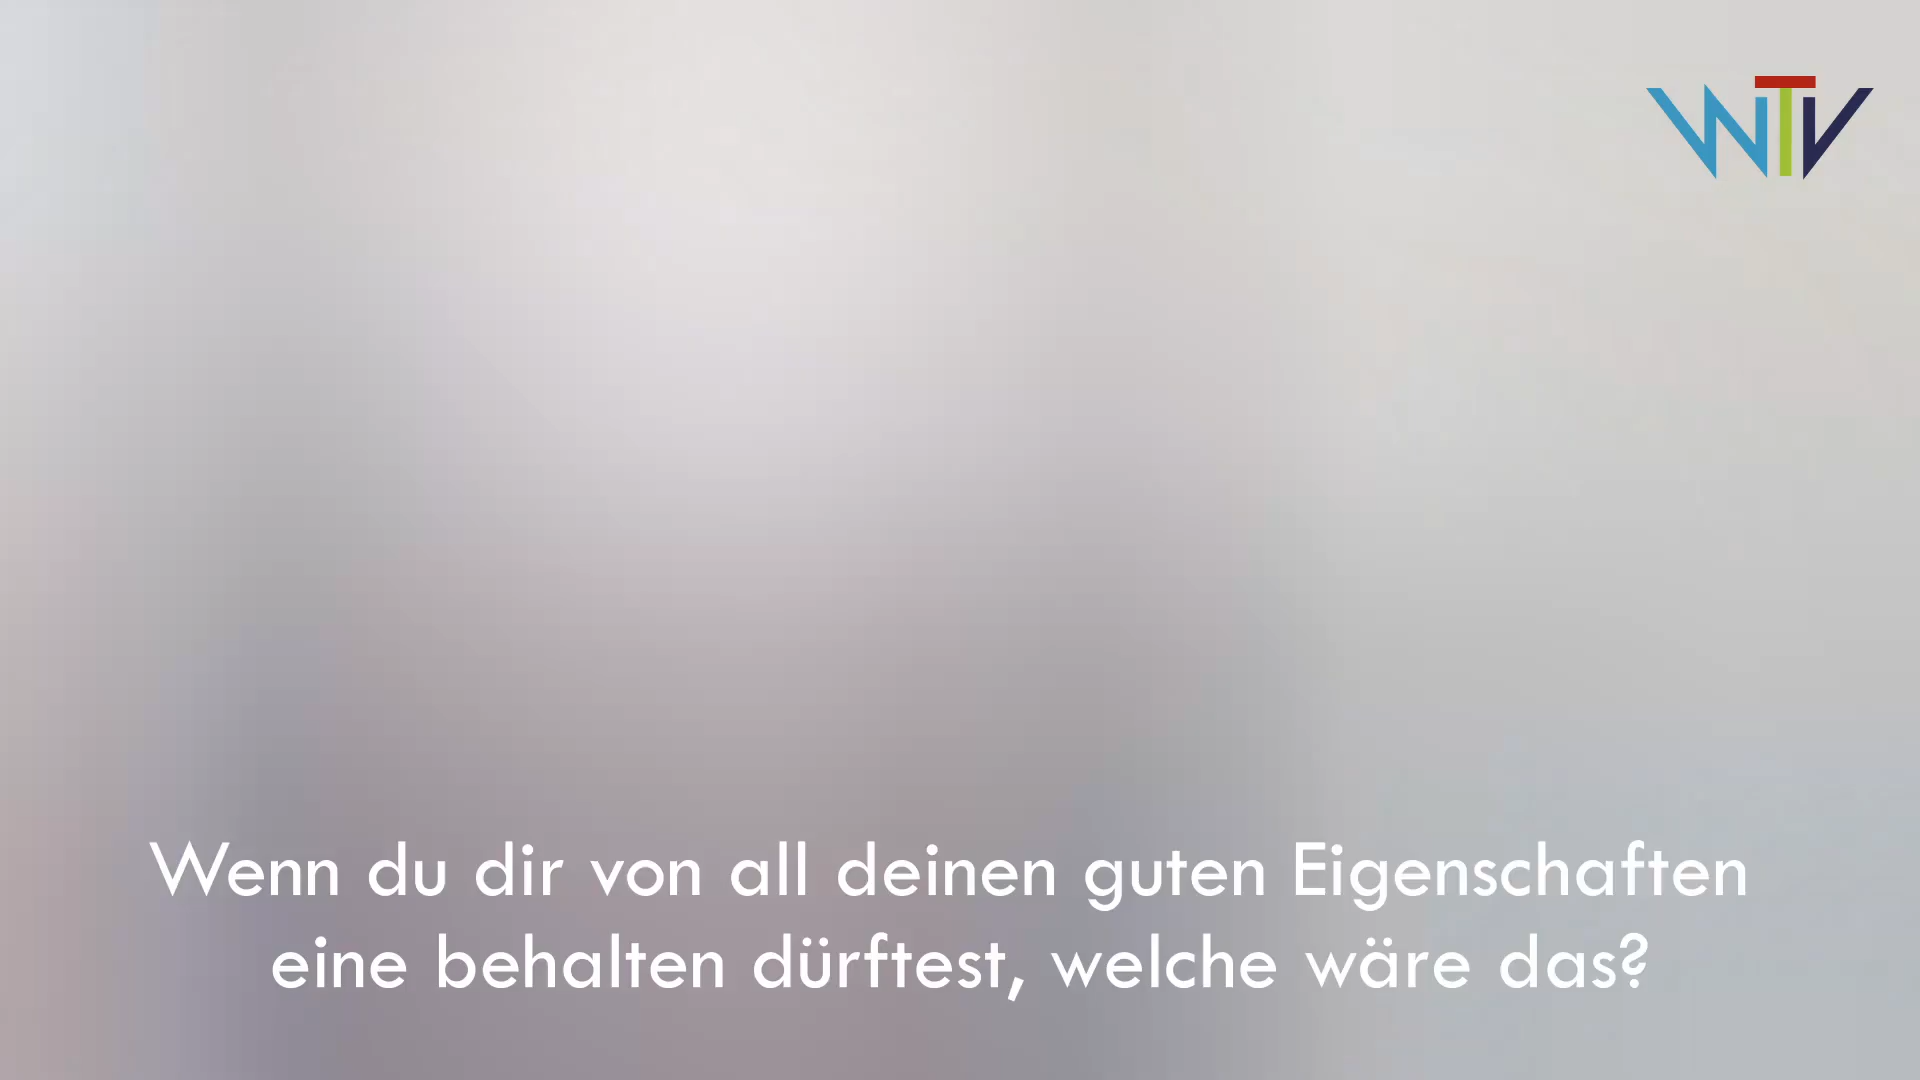 WTV
Wenn du dir von all deinen guten Eigenschaften
eine behalten dürftest, welche wäre das?